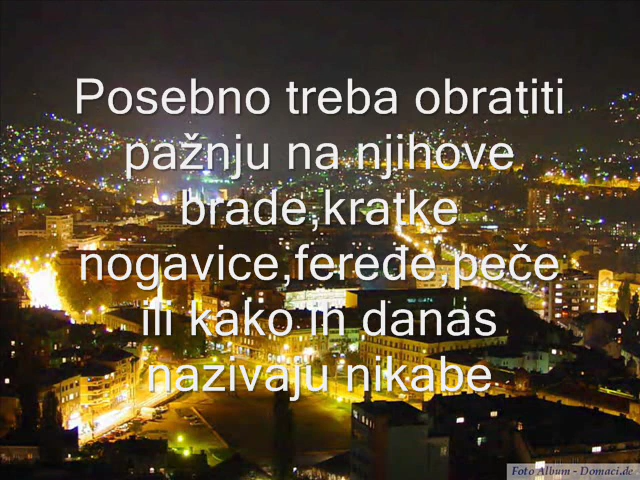 Posebno treba obratiti
pažnju na njihove
brade,kratke
nogavice,feređe,peče
ili kako ih danas
nazivaju nikabe
Foto Album - Domaci.de